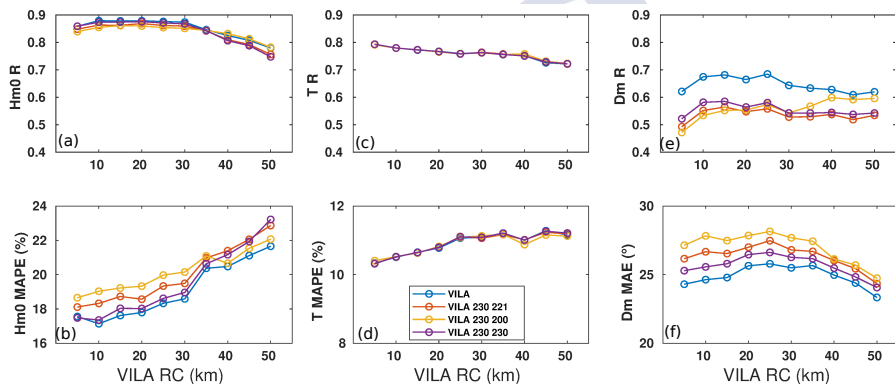 0.9
0.8
0.7
0.6
0.5
0.4
Hm0 R
(a)
10 20 30 40 50
0.9
0.8
0.7
0.6
0.5
0.4
T R
(c)
10 20 30 40 50
0.9
0.8
0.7
0.6
0.5
0.4
Dm R
(e)
10 20 30 40 50
24
22
20
18
16
Hm0 MAPE (%)
(b)
10 20 30 40 50
VILA RC (km)
12
10
8
T MAPE (%)
(d)
VILA
VILA 230 221
VILA 230 200
VILA 230 230
10 20 30 40 50
VILA RC (km)
30
25
20
Dm MAE (°)
(f)
10 20 30 40 50
VILA RC (km)